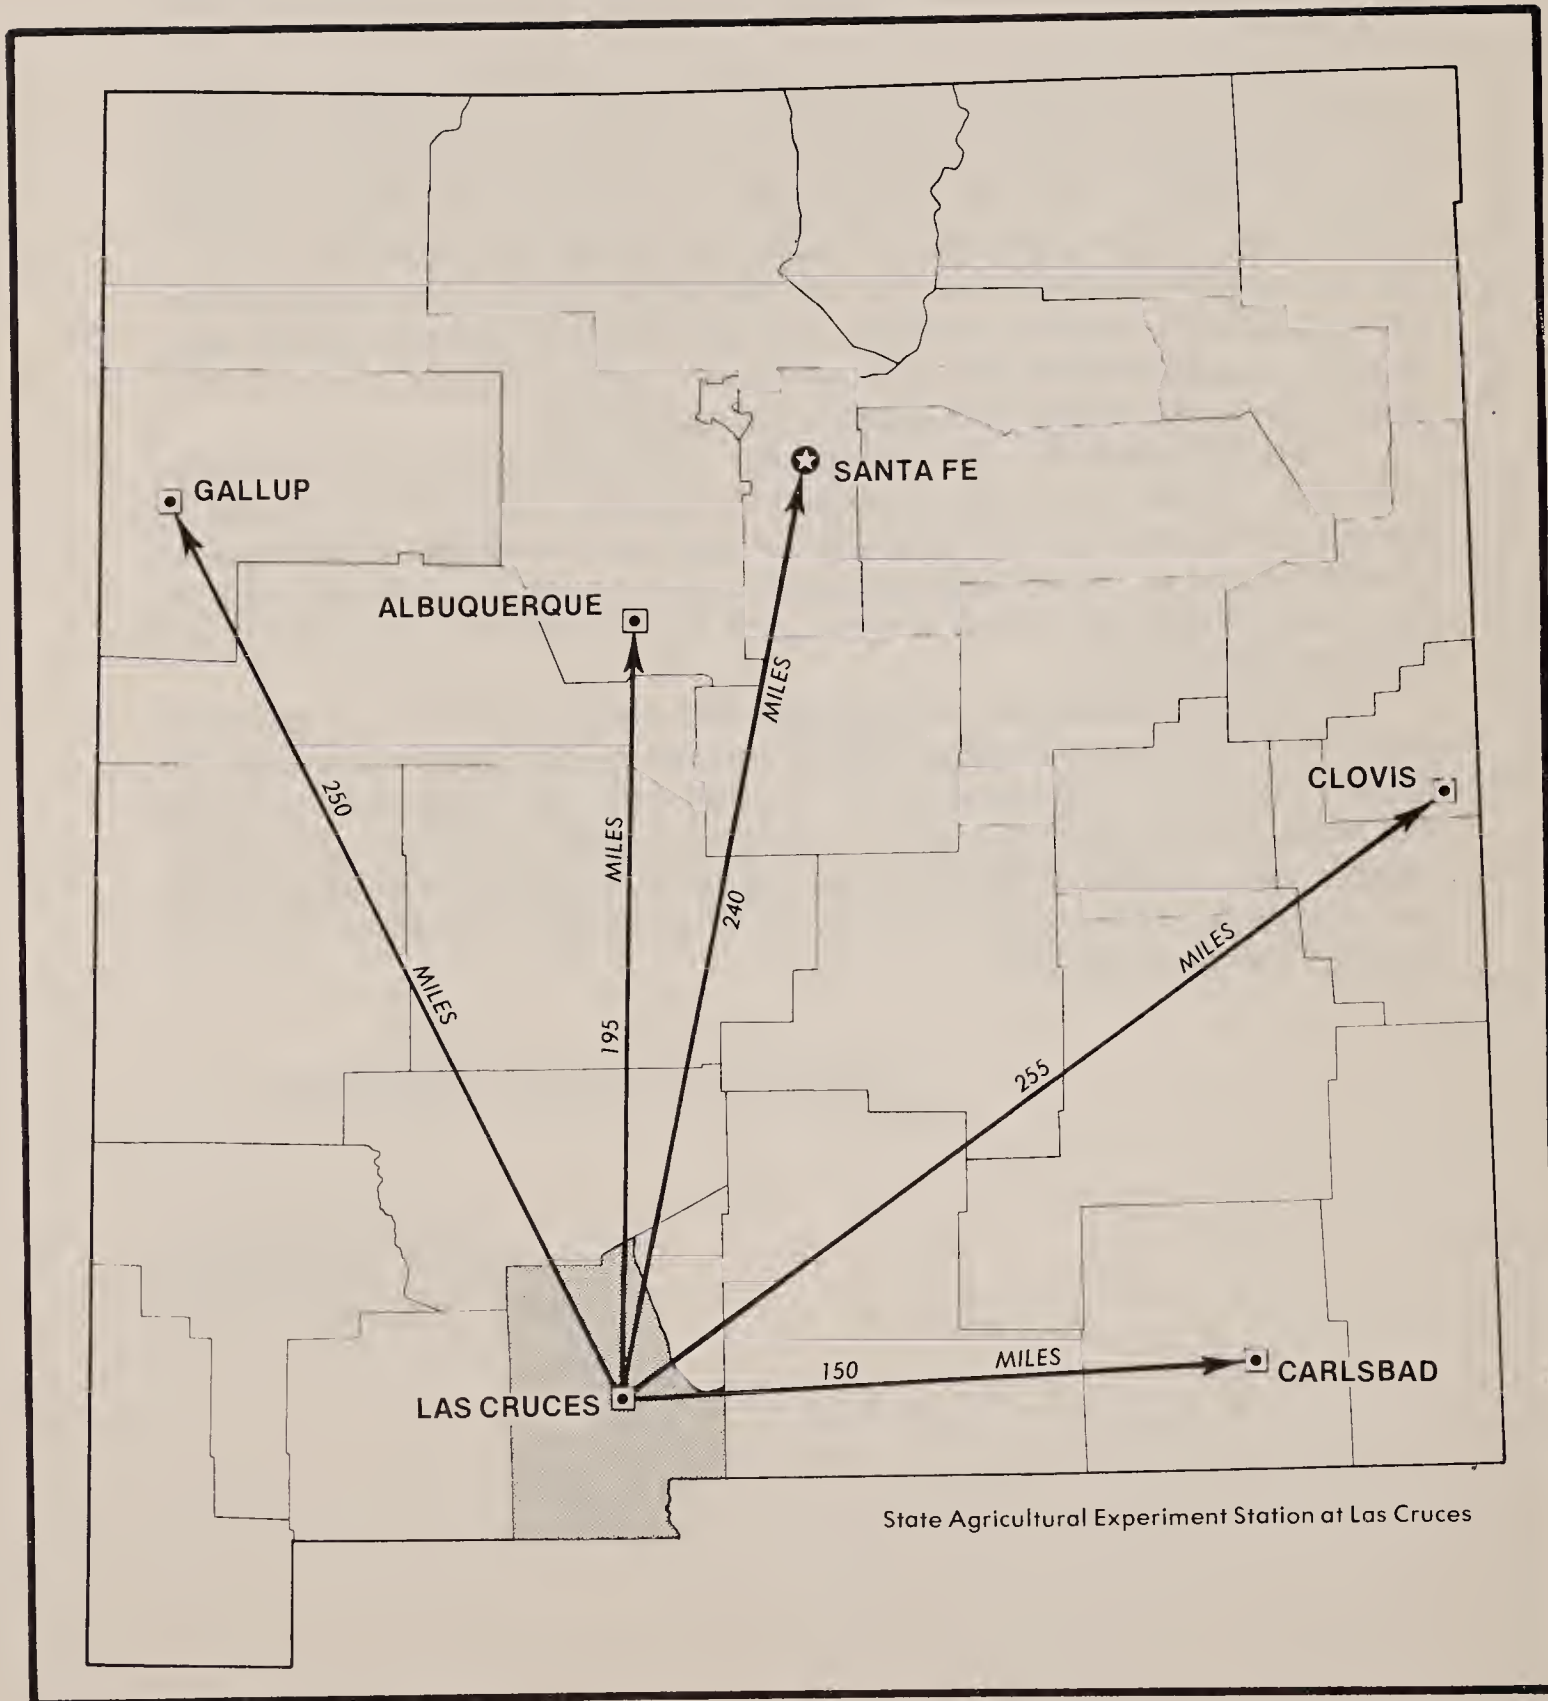 SANTA FE
GALLUP
ALBUQUERQUE
MILES
CLOVIS
250
MILES
240
MILES
MILES
195
255
150
MILES
CARLSBAD
LAS CRUCES
State Agricultural Experiment Station at Las Cruces